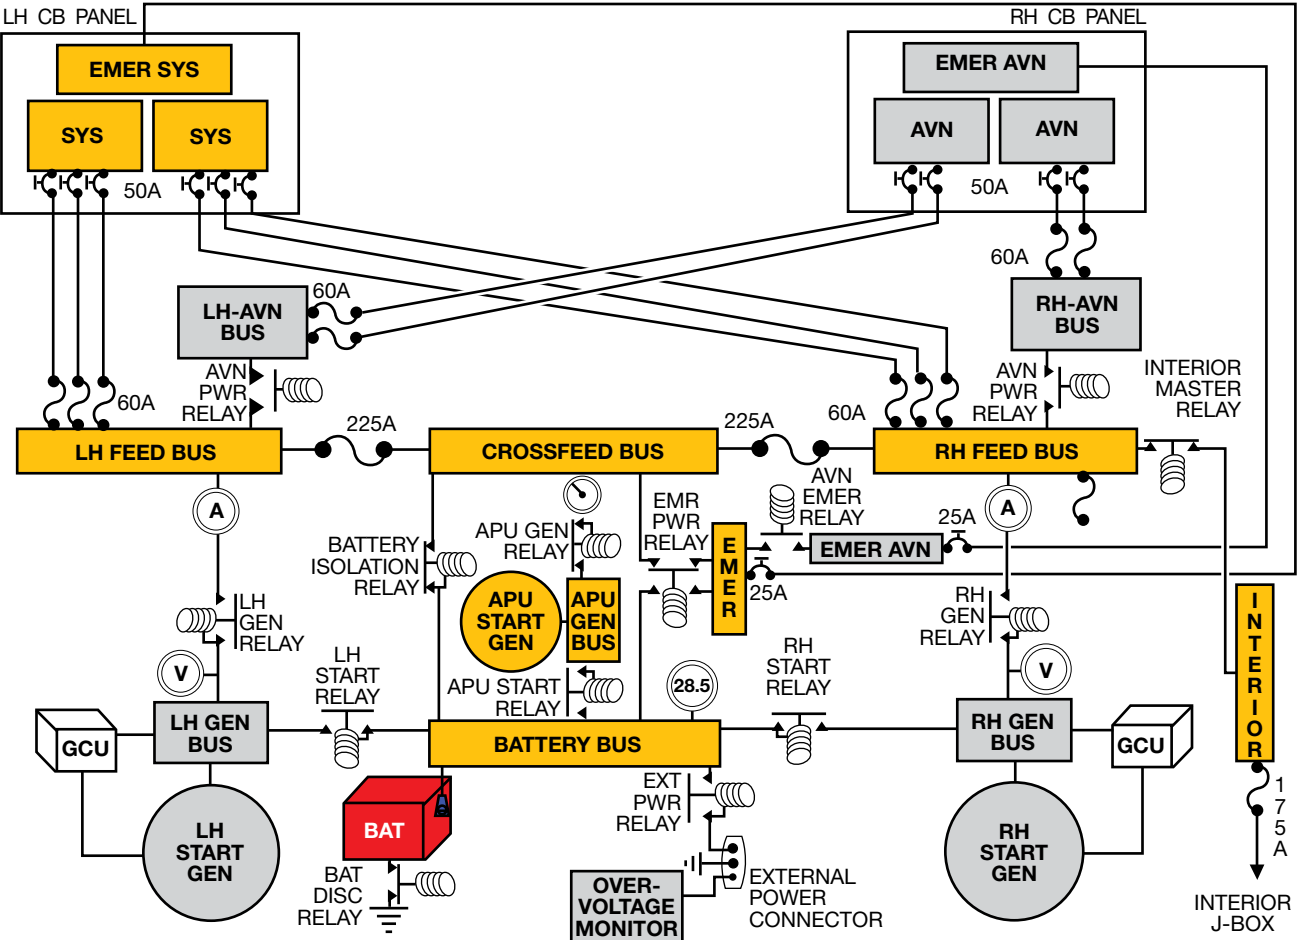 LH CB PANEL
RH CB PANEL
EMER SYS
EMER AVN
SYS
SYS
AVN
AVN
50A
50A
60A
60A
LH-AVN
BUS
RH-AVN
BUS
AVN
PWR
RELAY
AVN
PWR
RELAY
INTERIOR
MASTER
RELAY
60A
225A
225A
60A
LH FEED BUS
CROSSFEED BUS
RH FEED BUS
A
A
APU GEN
RELAY
EMR
PWR
RELAY
AVN
EMER
RELAY
25A
BATTERY
ISOLATION
RELAY
EMER
EMER AVN
25A
APU
START
GEN
APU
GEN
BUS
LH
GEN
RELAY
RH
GEN
RELAY
INTERIOR
V
V
LH
START
RELAY
APU START
RELAY
28.5
RH
START
RELAY
GCU
LH GEN
BUS
BATTERY BUS
RH GEN
BUS
GCU
EXT
PWR
RELAY
BAT
LH
START
GEN
RH
START
GEN
175A
BAT
DISC
RELAY
OVER-
VOLTAGE
MONITOR
EXTERNAL
POWER
CONNECTOR
INTERIOR
J-BOX